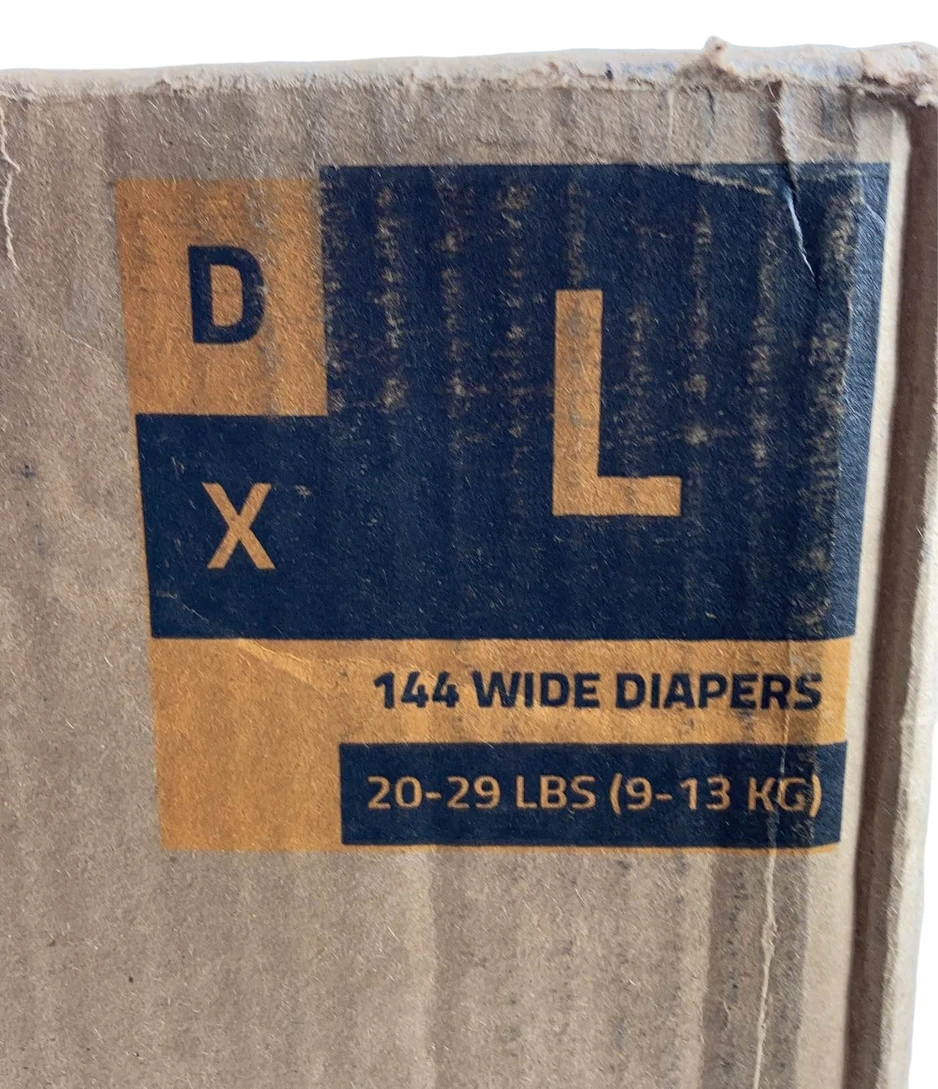 D
L
X
144 WIDE DIAPERS
20-29 LBS (9-13 KG)